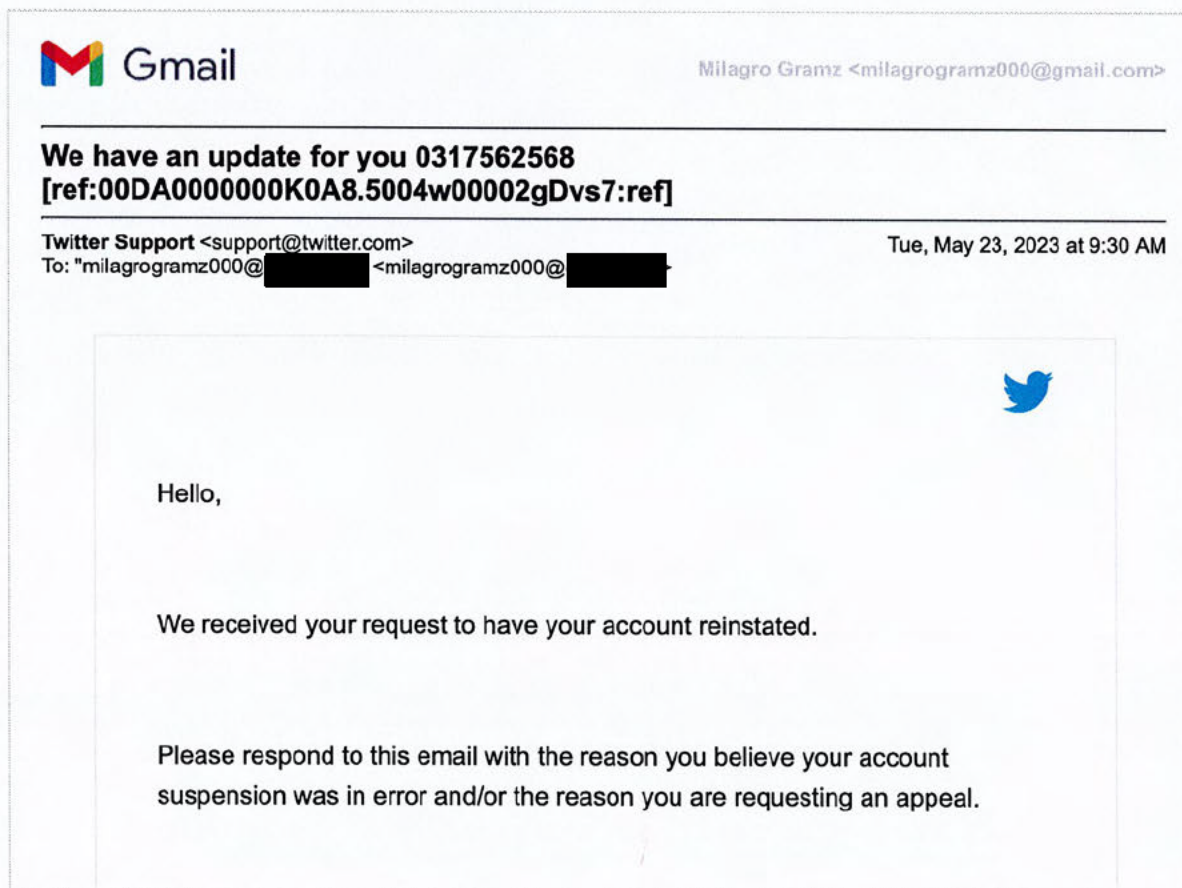 Gmail
Milagro Gramz <milagrogramz000@gmail.com>
We have an update for you 0317562568
[ref:00DA0000000K0A8.5004w00002gDvs7:ref]
Twitter Support <support@twitter.com>
Tue, May 23, 2023 at 9:30 AM
To: "milagrogramz000@ <milagrogramz000@
Hello,
We received your request to have your account reinstated.
Please respond to this email with the reason you believe your account
suspension was in error and/or the reason you are requesting an appeal.